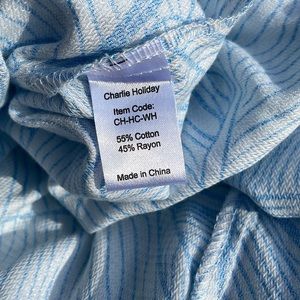 Charlie Holiday
Item Code:
CH-HC-WH
55% Cotton
45% Rayon
Made in China